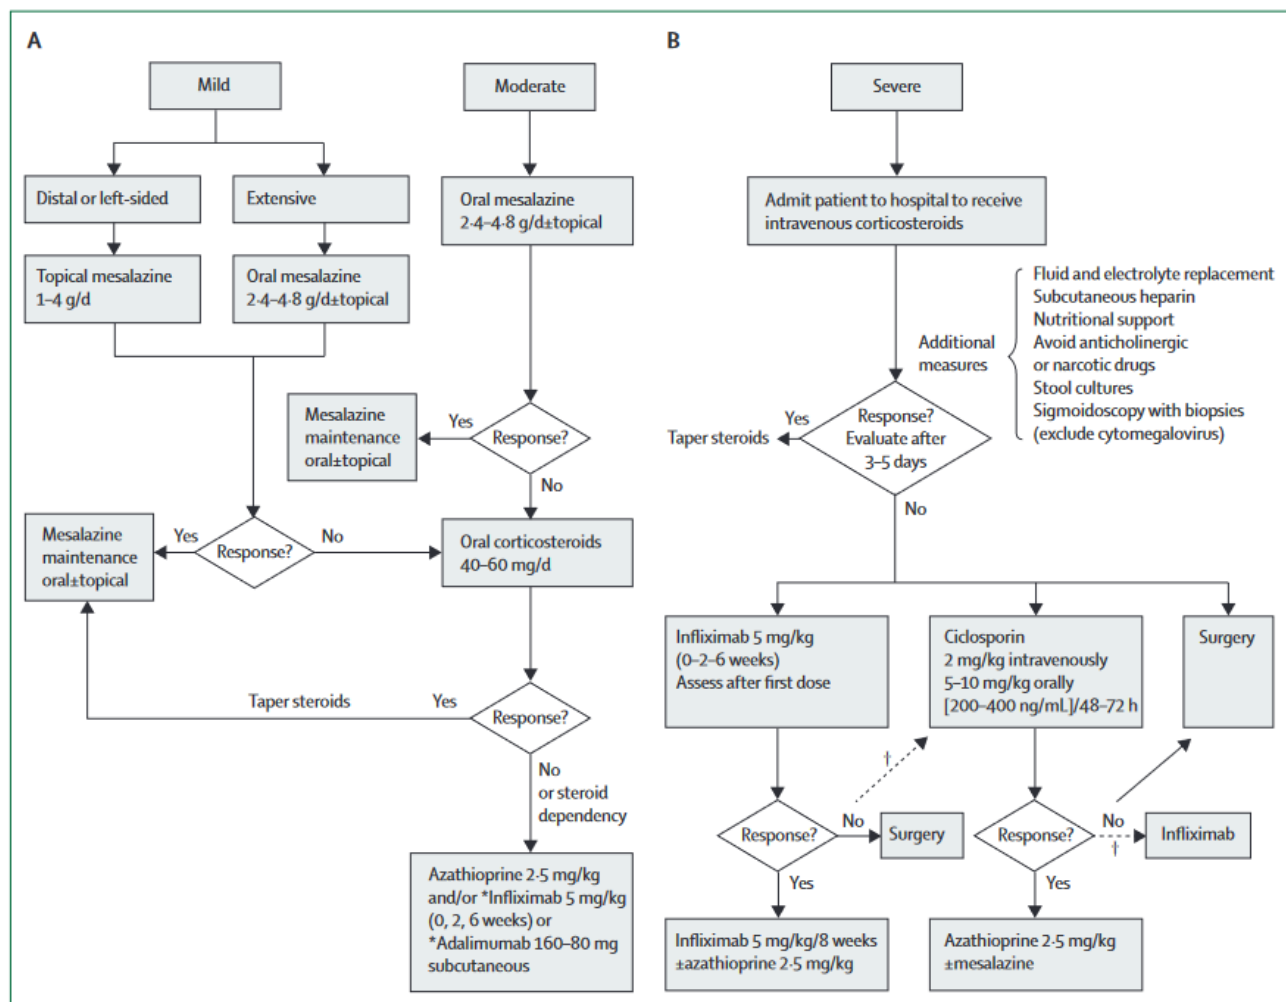 A
Mild
Moderate
Distal or left-sided
Extensive
Oral mesalazine
2·4–4·8 g/d±topical
Topical mesalazine
1–4 g/d
Oral mesalazine
2·4–4·8 g/d±topical
Mesalazine
maintenance
oral±topical
Yes
Response?
No
Mesalazine
maintenance
oral±topical
Yes
Response?
No
Oral corticosteroids
40–60 mg/d
Taper steroids
Yes
Response?
No
or steroid
dependency
Azathioprine 2·5 mg/kg
and/or *Infliximab 5 mg/kg
(0, 2, 6 weeks) or
*Adalimumab 160–80 mg
subcutaneous
B
Severe
Admit patient to hospital to receive
intravenous corticosteroids
Additional
measures
Fluid and electrolyte replacement
Subcutaneous heparin
Nutritional support
Avoid anticholinergic
or narcotic drugs
Stool cultures
Sigmoidoscopy with biopsies
(exclude cytomegalovirus)
Taper steroids
Yes
Response?
Evaluate after
3–5 days
No
Infliximab 5 mg/kg
(0–2–6 weeks)
Assess after first dose
Ciclosporin
2 mg/kg intravenously
5–10 mg/kg orally
[200–400 ng/mL]/48–72 h
Surgery
†
Response?
No
Surgery
Yes
Response?
No
†
Infliximab
Yes
Infliximab 5 mg/kg/8 weeks
±azathioprine 2·5 mg/kg
Azathioprine 2·5 mg/kg
±mesalazine